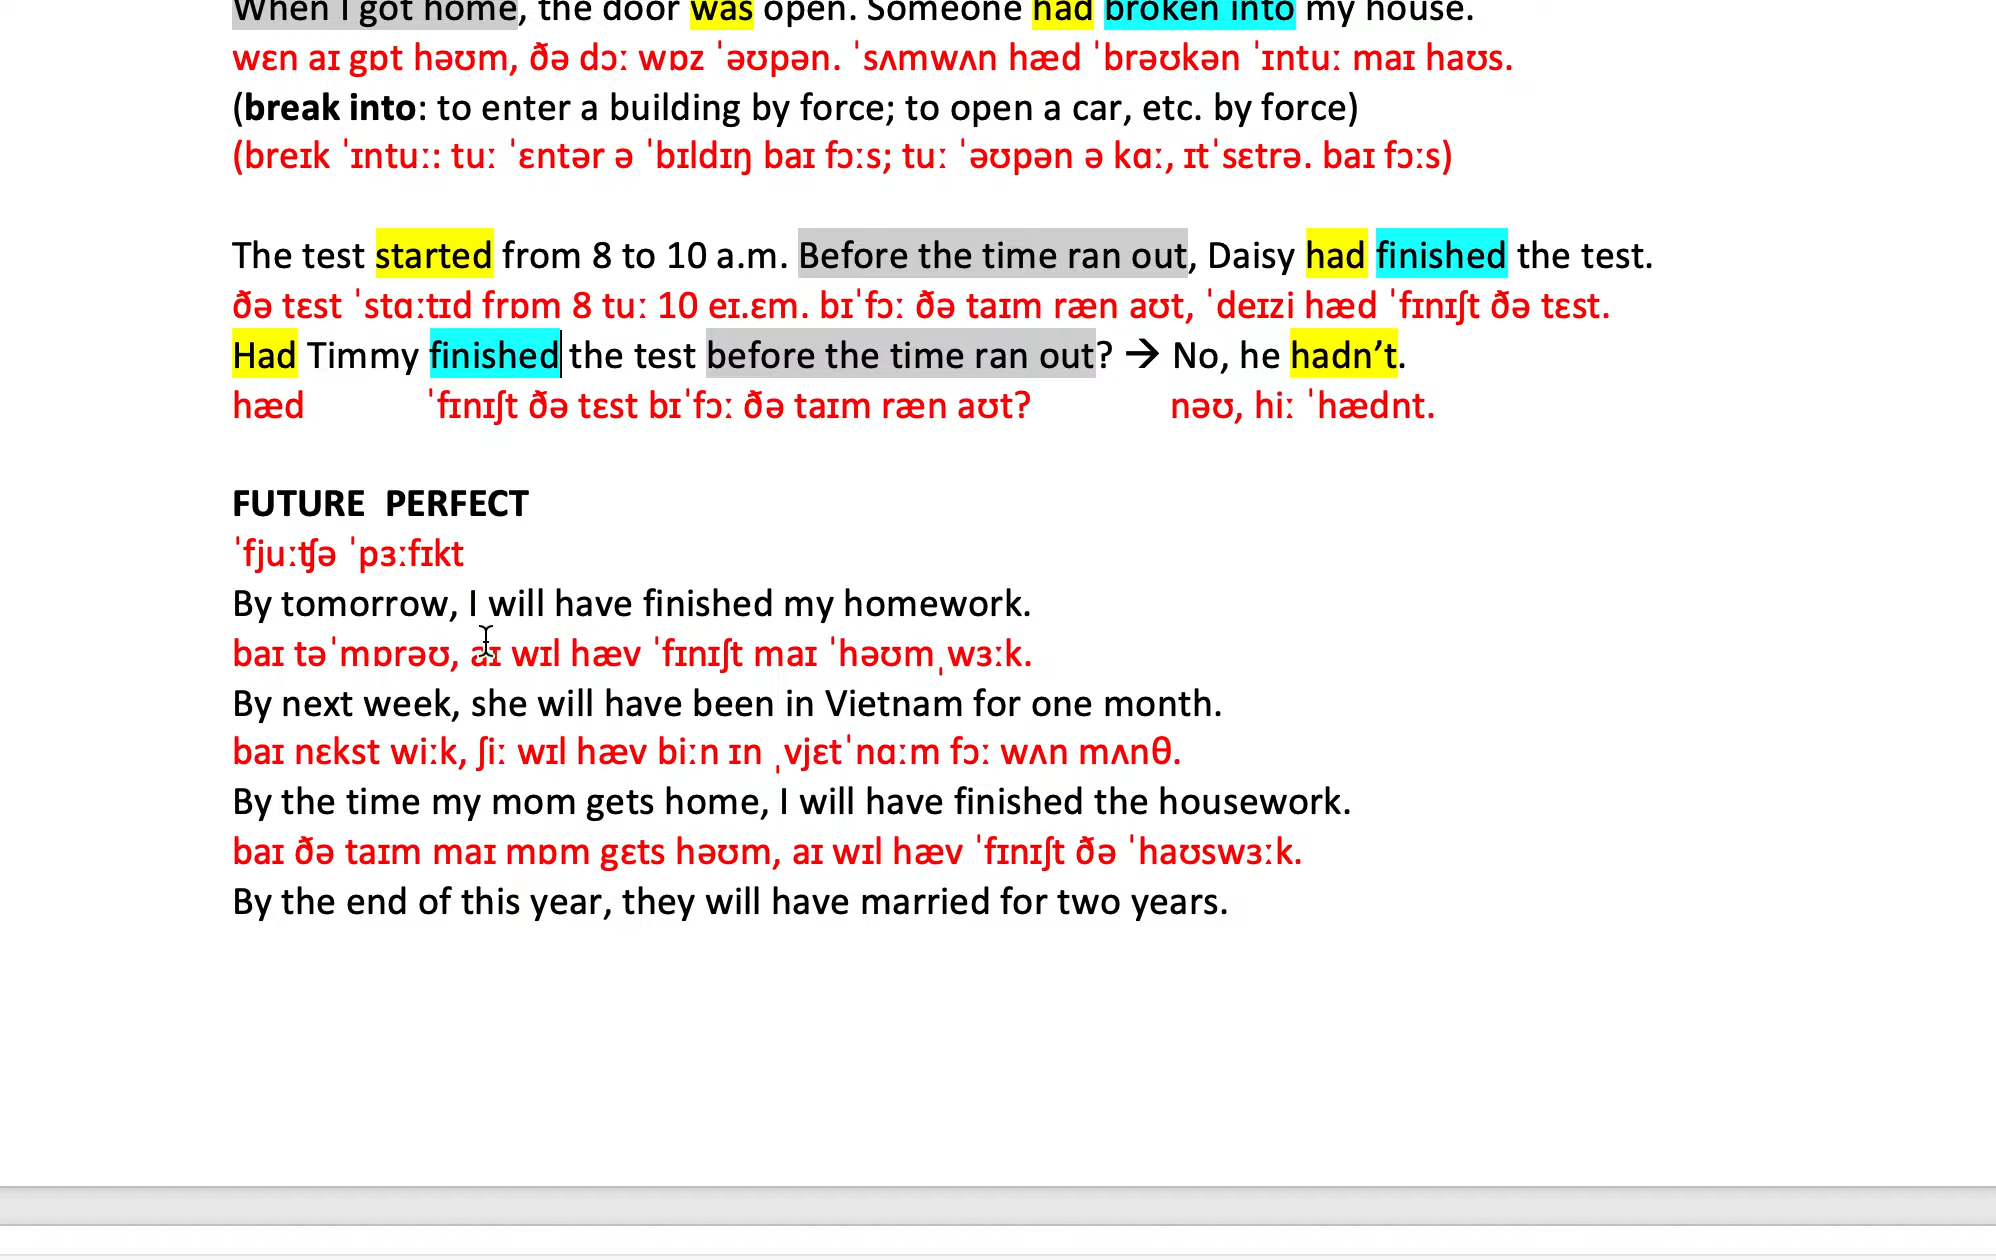 When I got home, the door was open. Someone had broken into my house.
wɛn aɪ gɒt həʊm, ðə dɔː wɒz ˈəʊpən. ˈsʌmwʌn hæd ˈbrəʊkən ˈɪntuː maɪ haʊs.
(break into: to enter a building by force; to open a car, etc. by force)
(breɪk ˈɪntuː: tuː ˈɛntər ə ˈbɪldɪŋ baɪ fɔːs; tuː ˈəʊpən ə kɑː, ɪtˈsɛtrə. baɪ fɔːs)
The test started from 8 to 10 a.m. Before the time ran out, Daisy had finished the test.
ðə tɛst ˈstɑːtɪd frɒm 8 tuː 10 eɪ.ɛm. bɪˈfɔː ðə taɪm ræn aʊt, ˈdeɪzi hæd ˈfɪnɪʃt ðə tɛst.
Had Timmy finished the test before the time ran out? → No, he hadn’t.
hæd ˈfɪnɪʃt ðə tɛst bɪˈfɔː ðə taɪm ræn aʊt? nəʊ, hiː ˈhædnt.
FUTURE PERFECT
ˈfjuːʧə ˈpɜːfɪkt
By tomorrow, I will have finished my homework.
baɪ təˈmɒrəʊ, aɪ wɪl hæv ˈfɪnɪʃt maɪ ˈhəʊmˌwɜːk.
By next week, she will have been in Vietnam for one month.
baɪ nɛkst wiːk, ʃiː wɪl hæv biːn ɪn ˌvjɛtˈnɑːm fɔː wʌn mʌnθ.
By the time my mom gets home, I will have finished the housework.
baɪ ðə taɪm maɪ mɒm gɛts həʊm, aɪ wɪl hæv ˈfɪnɪʃt ðə ˈhaʊswɜːk.
By the end of this year, they will have married for two years.